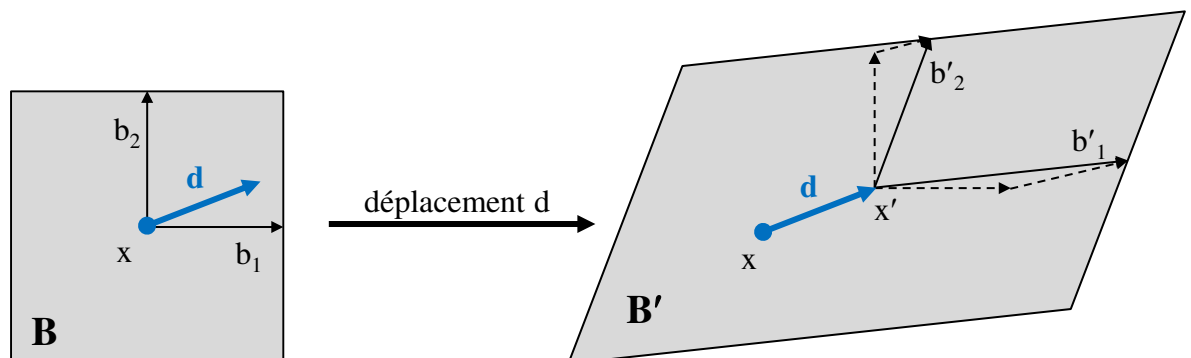 b₂
d
x
b₁
B
déplacement d
b′₂
b′₁
d
x′
x
B′